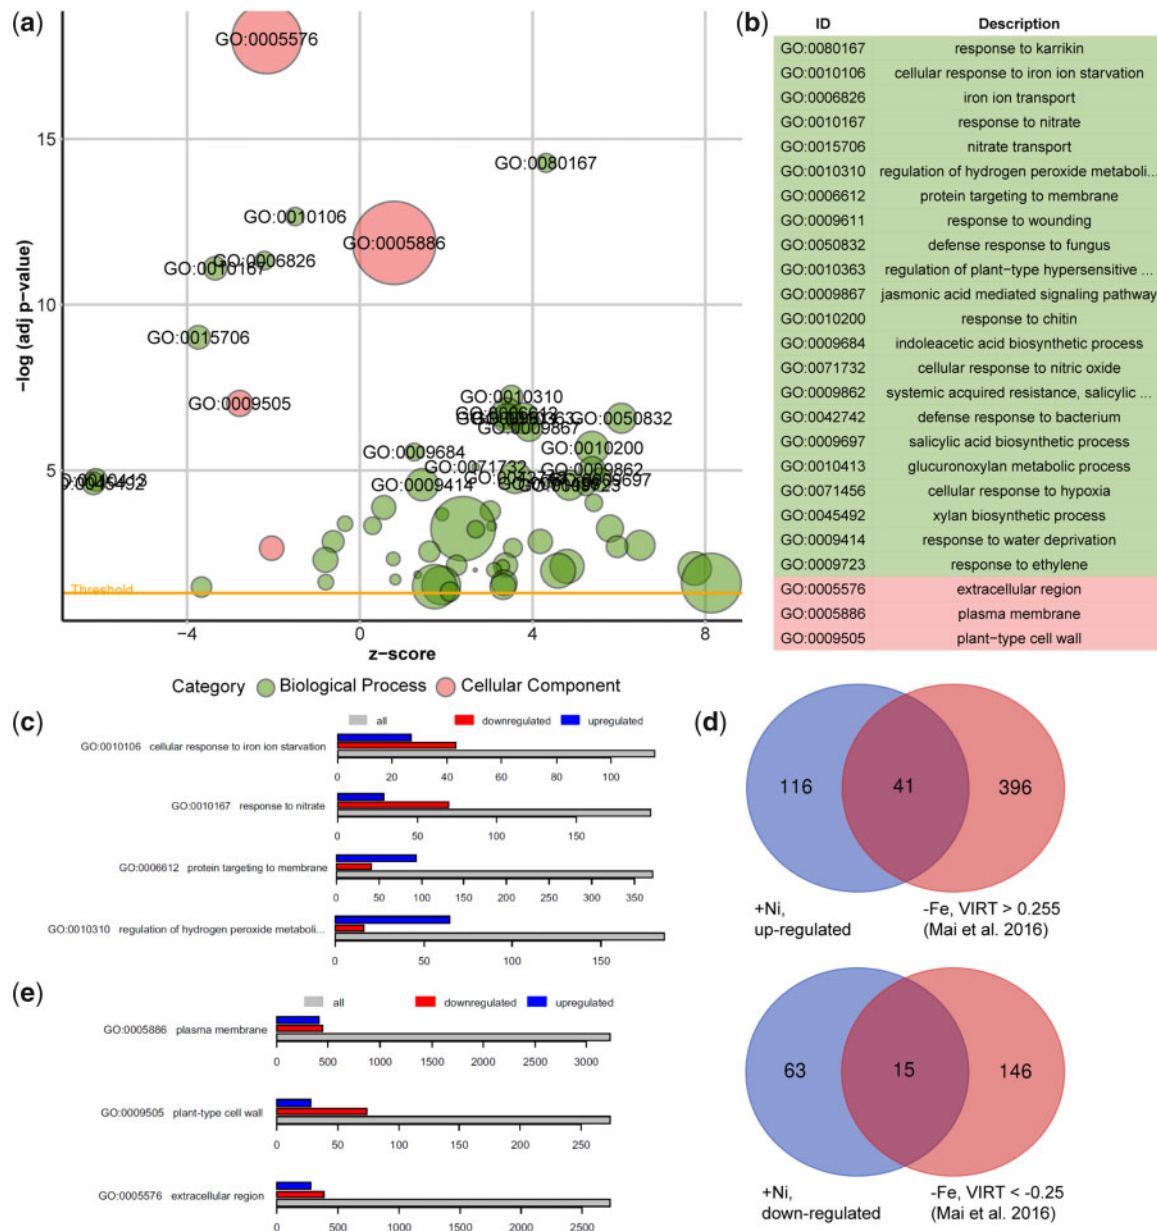 (a)
GO:0005576
15
GO:0080167
GO:0010106
GO:0005886
GO:0006826
GO:0010167
10
GO:0015706
GO:0009505
GO:0010310
GO:0006612
GO:0050832
GO:0009867
GO:0009684
GO:0010200
GO:0071732
GO:0009862
5
GO:0009414
Threshold
−4
0
4
8
−log (adj p−value)
z−score
Category Biological Process Cellular Component
(b)
ID Description
GO:0080167 response to karrikin
GO:0010106 cellular response to iron ion starvation
GO:0006826 iron ion transport
GO:0010167 response to nitrate
GO:0015706 nitrate transport
GO:0010310 regulation of hydrogen peroxide metaboli...
GO:0006612 protein targeting to membrane
GO:0009611 response to wounding
GO:0050832 defense response to fungus
GO:0010363 regulation of plant−type hypersensitive ...
GO:0009867 jasmonic acid mediated signaling pathway
GO:0010200 response to chitin
GO:0009684 indoleacetic acid biosynthetic process
GO:0071732 cellular response to nitric oxide
GO:0009862 systemic acquired resistance, salicylic ...
GO:0042742 defense response to bacterium
GO:0009697 salicylic acid biosynthetic process
GO:0010413 glucuronoxylan metabolic process
GO:0071456 cellular response to hypoxia
GO:0045492 xylan biosynthetic process
GO:0009414 response to water deprivation
GO:0009723 response to ethylene
GO:0005576 extracellular region
GO:0005886 plasma membrane
GO:0009505 plant−type cell wall
(c)
all downregulated upregulated
GO:0010106 cellular response to iron ion starvation
0 20 40 60 80 100
GO:0010167 response to nitrate
0 50 100 150
GO:0006612 protein targeting to membrane
0 50 100 150 200 250 300 350
GO:0010310 regulation of hydrogen peroxide metaboli...
0 50 100 150
(d)
116 41 396
+Ni,
up-regulated
-Fe, VIRT > 0.255
(Mai et al. 2016)
63 15 146
+Ni,
down-regulated
-Fe, VIRT < -0.25
(Mai et al. 2016)
(e)
all downregulated upregulated
GO:0005886 plasma membrane
0 500 1000 1500 2000 2500 3000
GO:0009505 plant-type cell wall
0 50 100 150 200 250
GO:0005576 extracellular region
0 500 1000 1500 2000 2500